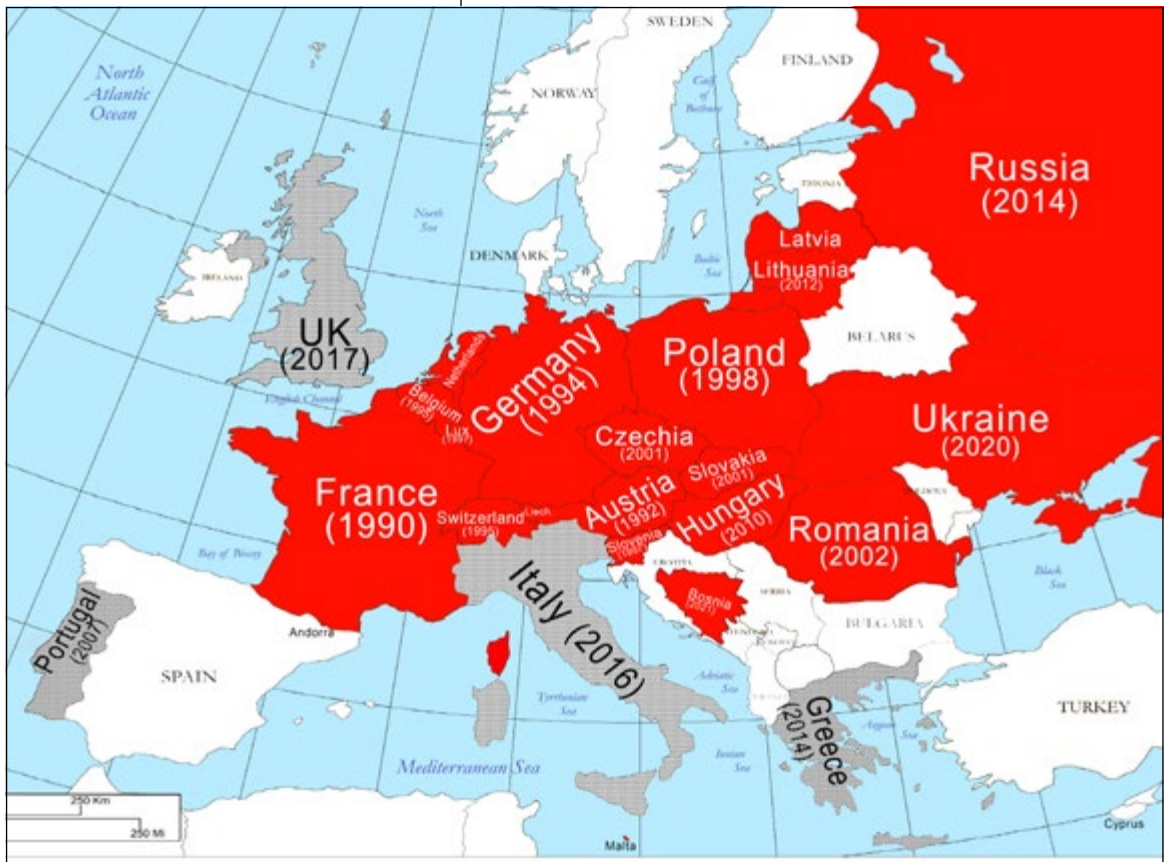 SWEDEN
FINLAND
NORWAY
North
Atlantic
Ocean
Gulf
of
Bothnia
Russia
(2014)
ESTONIA
North
Sea
Latvia
Lithuania
(2012)
DENMARK
Baltic
Sea
IRELAND
UK
(2017)
BELARUS
Netherlands
Germany
(1994)
Poland
(1998)
English Channel
Belgium
(1995)
Lux
Ukraine
(2020)
Czechia
(2001)
Slovakia
(2001)
France
(1990)
Austria
(1992)
Hungary
(2010)
Switzerland
(1995)
Liech.
Romania
(2002)
Slovenia
Bay of Biscay
CROATIA
Bosnia
(2021)
SERBIA
Black
Sea
Italy (2016)
Portugal
(2007)
Andorra
BULGARIA
SPAIN
Adriatic
Sea
Tyrrhenian
Sea
TURKEY
Greece
(2014)
Aegean
Sea
Ionian
Sea
Mediterranean Sea
250 Km
250 Mi
Malta
Cyprus